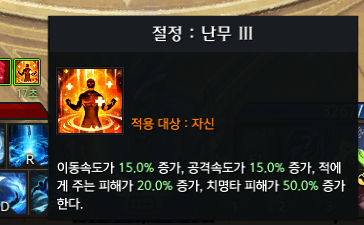 절정 : 난무 III
17초
적용 대상 : 자신
R
이동속도가 15.0% 증가, 공격속도가 15.0% 증가, 적에
게 주는 피해가 20.0% 증가, 치명타 피해가 50.0% 증가
한다.
D